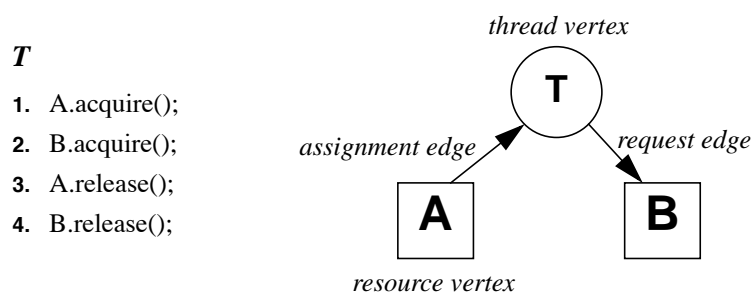 T
1. A.acquire();
2. B.acquire();
3. A.release();
4. B.release();
thread vertex
T
assignment edge
request edge
A
B
resource vertex